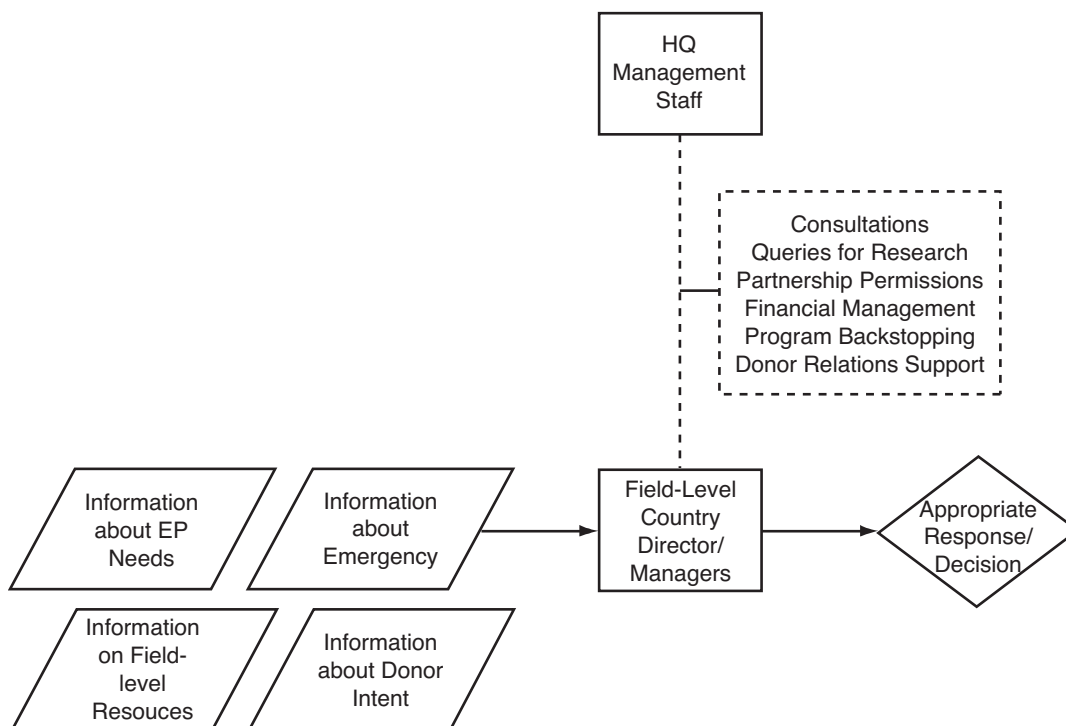 HQ
Management
Staff
Consultations
Queries for Research
Partnership Permissions
Financial Management
Program Backstopping
Donor Relations Support
Information
about EP
Needs
Information
about
Emergency
Field-Level
Country
Director/
Managers
Appropriate
Response/
Decision
Information
on Field-
level
Resouces
Information
about Donor
Intent